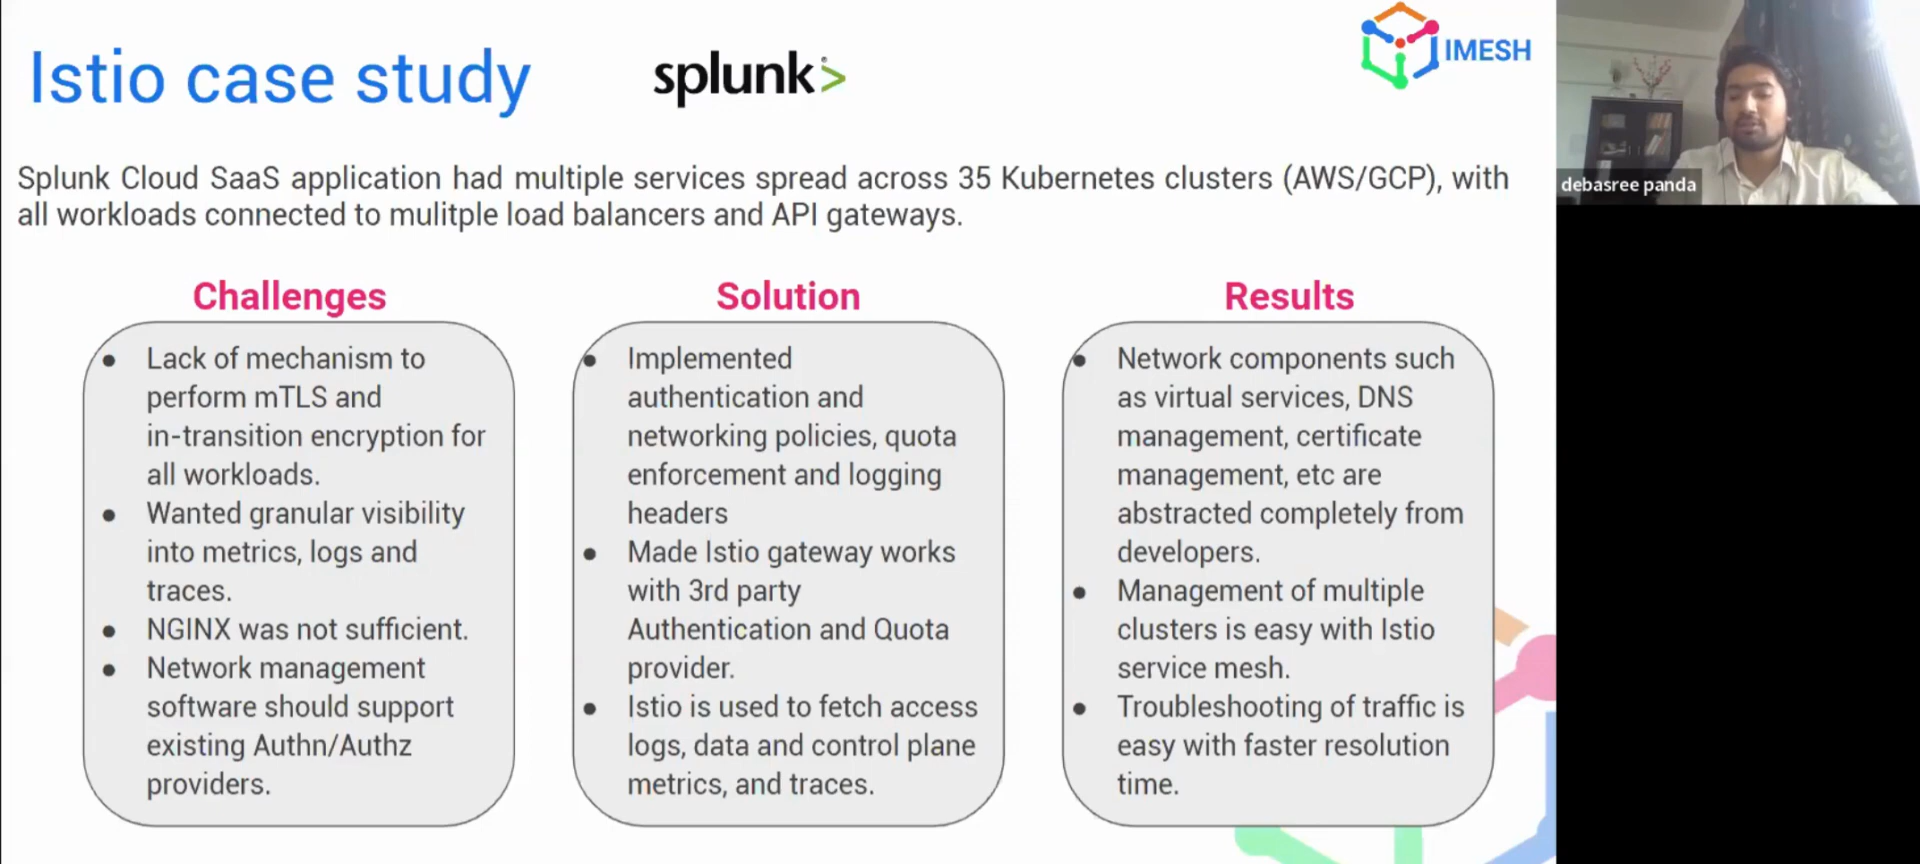 Istio case study
splunk>
IMESH
debasree panda
Splunk Cloud SaaS application had multiple services spread across 35 Kubernetes clusters (AWS/GCP), with
all workloads connected to mulitple load balancers and API gateways.
Challenges
● Lack of mechanism to
perform mTLS and
in-transition encryption for
all workloads.
● Wanted granular visibility
into metrics, logs and
traces.
● NGINX was not sufficient.
● Network management
software should support
existing Authn/Authz
providers.
Solution
● Implemented
authentication and
networking policies, quota
enforcement and logging
headers
● Made Istio gateway works
with 3rd party
Authentication and Quota
provider.
● Istio is used to fetch access
logs, data and control plane
metrics, and traces.
Results
● Network components such
as virtual services, DNS
management, certificate
management, etc are
abstracted completely from
developers.
● Management of multiple
clusters is easy with Istio
service mesh.
● Troubleshooting of traffic is
easy with faster resolution
time.